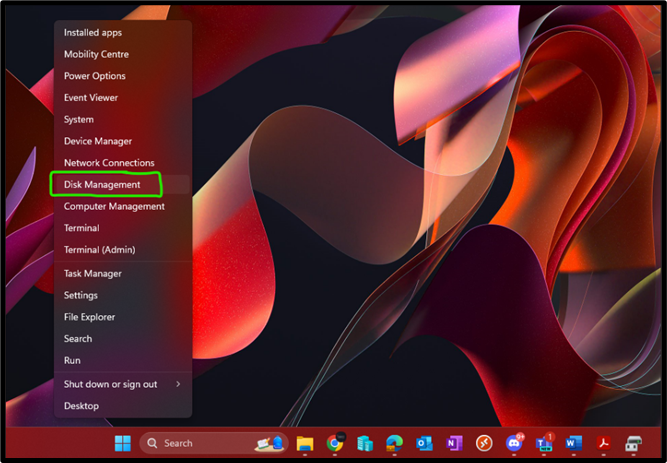 Installed apps
Mobility Centre
Power Options
Event Viewer
System
Device Manager
Network Connections
Disk Management
Computer Management
Terminal
Terminal (Admin)
Task Manager
Settings
File Explorer
Search
Run
Shut down or sign out
Desktop
Search